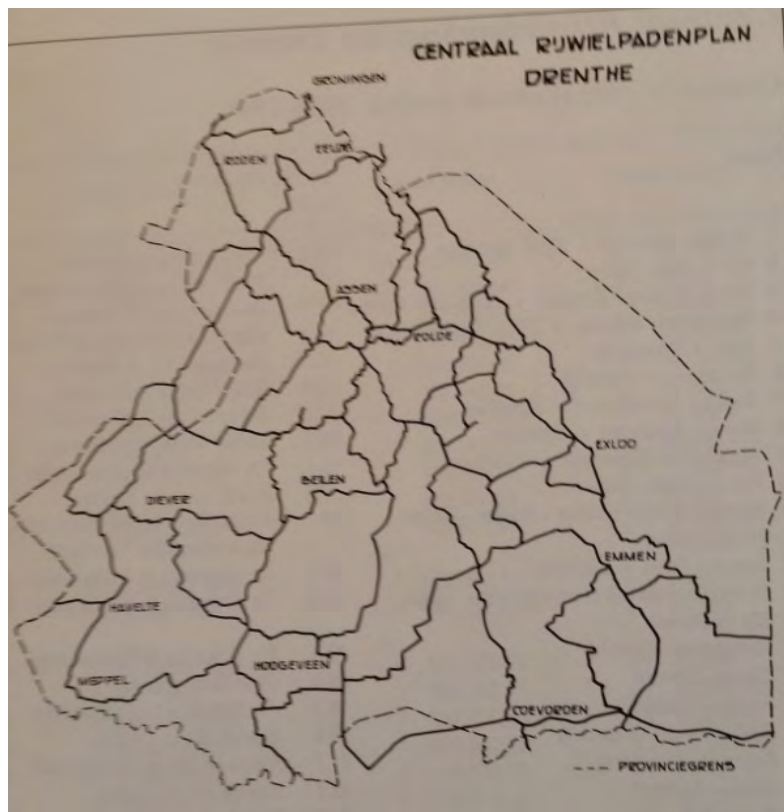 CENTRAAL RIJWIELPADENPLAN
DRENTHE
GRONINGEN
RODEN
EELDE
ASSEN
ROLDE
EXLOO
BEILEN
DIEVER
EMMEN
HAVELTE
HOOGEVEEN
MEPPEL
COEVORDEN
--- PROVINCIEGRENS